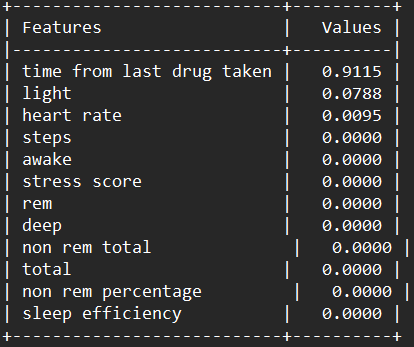 +---------------------------+----------+
| Features                  |   Values |
|---------------------------+----------|
| time from last drug taken |   0.9115 |
| light                     |   0.0788 |
| heart rate                |   0.0095 |
| steps                     |   0.0000 |
| awake                     |   0.0000 |
| stress score              |   0.0000 |
| rem                       |   0.0000 |
| deep                      |   0.0000 |
| non rem total              |   0.0000 |
| total                     |   0.0000 |
| non rem percentage         |   0.0000 |
| sleep efficiency          |   0.0000 |
+---------------------------+----------+